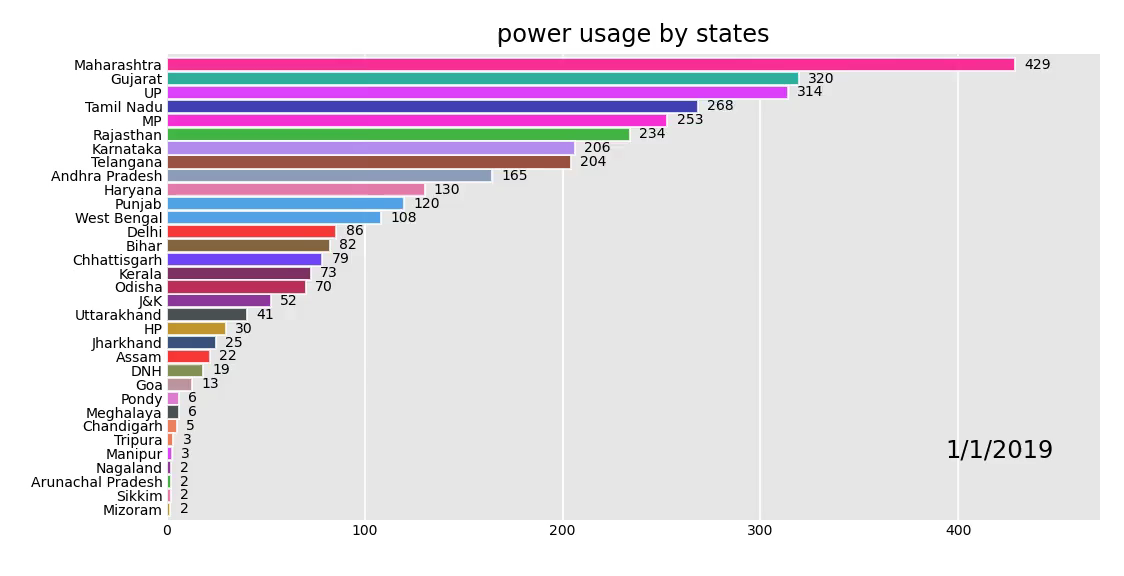 power usage by states
Maharashtra 429
Gujarat 320
UP 314
Tamil Nadu 268
MP 253
Rajasthan 234
Karnataka 206
Telangana 204
Andhra Pradesh 165
Haryana 130
Punjab 120
West Bengal 108
Delhi 86
Bihar 82
Chhattisgarh 79
Kerala 73
Odisha 70
J&K 52
Uttarakhand 41
HP 30
Jharkhand 25
Assam 22
DNH 19
Goa 13
Pondy 6
Meghalaya 6
Chandigarh 5
Tripura 3
Manipur 3
1/1/2019
Nagaland 2
Arunachal Pradesh 2
Sikkim 2
Mizoram 2
0 100 200 300 400